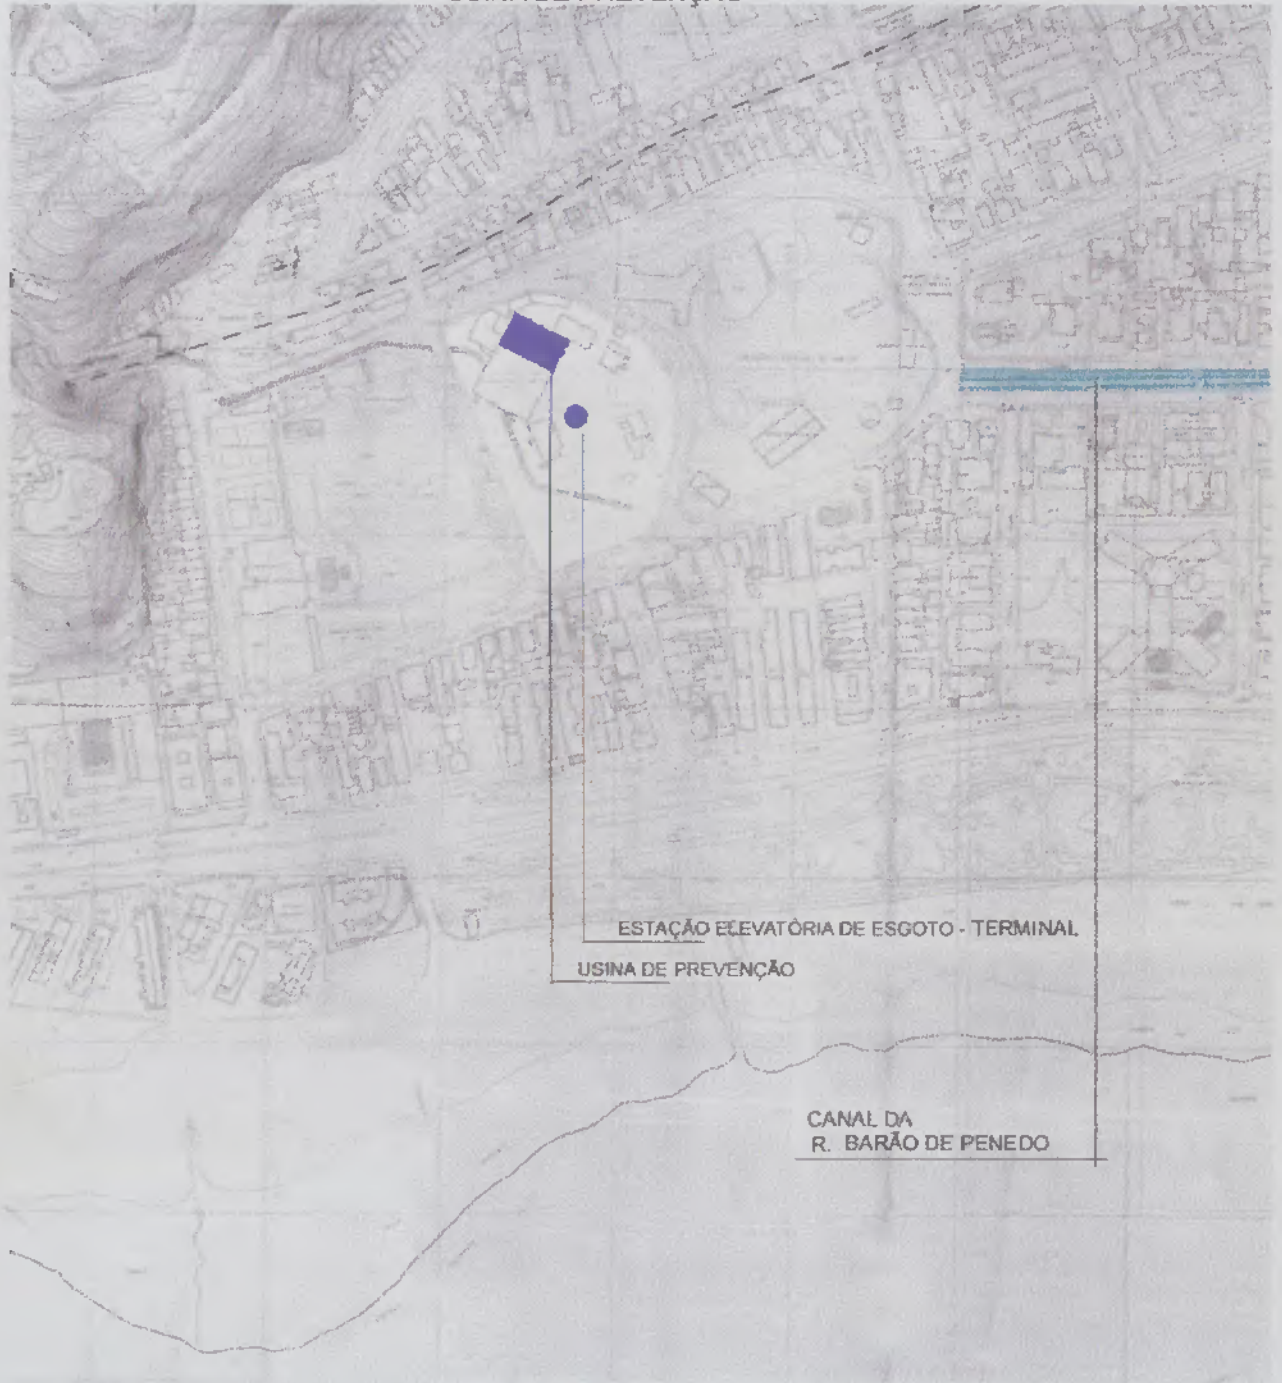 ESTAÇÃO ELEVATÓRIA DE ESGOTO - TERMINAL
USINA DE PREVENÇÃO
CANAL DA
R. BARÃO DE PENEDO